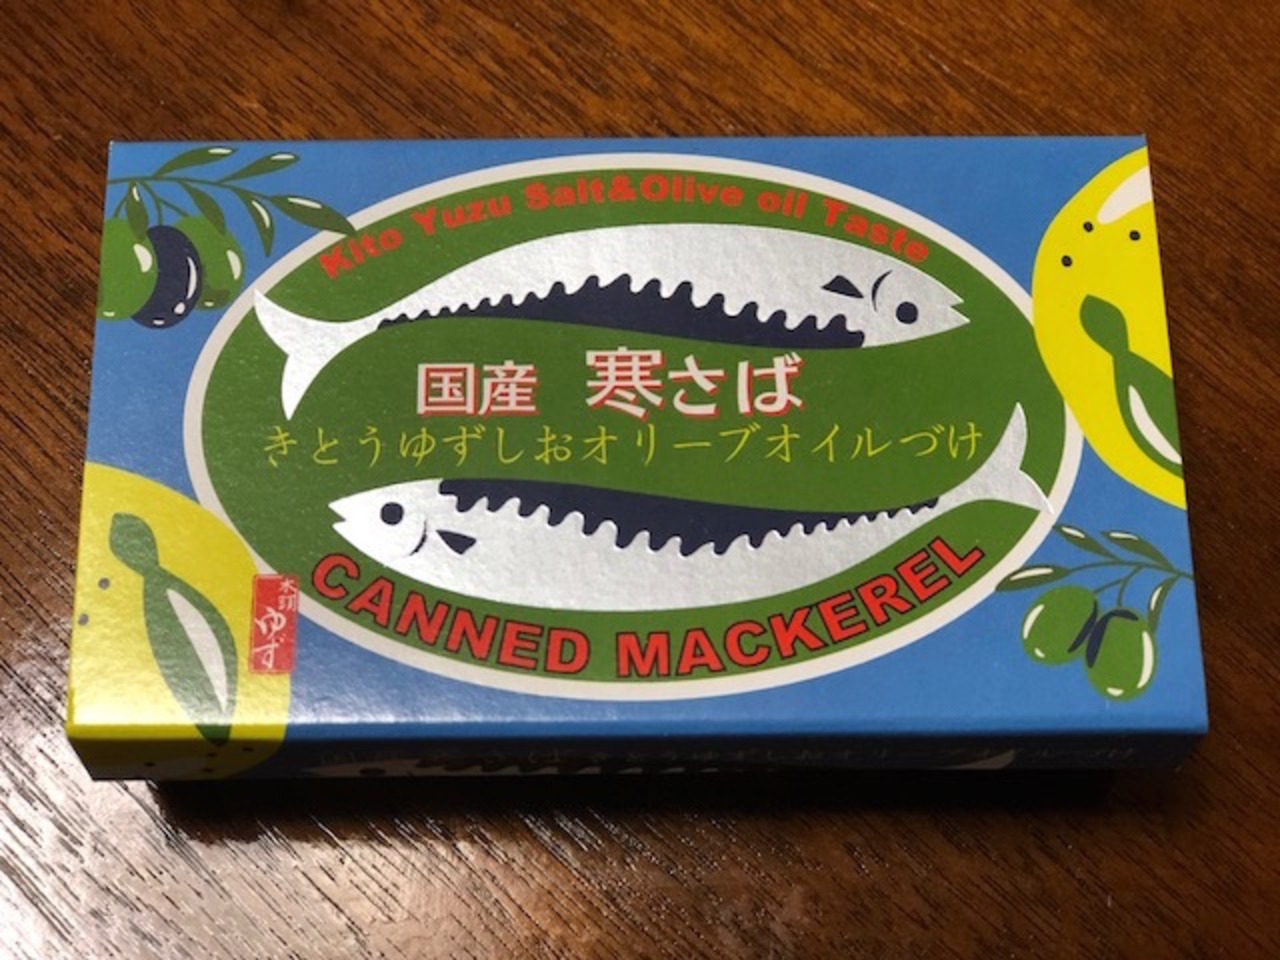 Kito Yuzu Salt&Olive oil Taste
国産 寒さば
きとうゆずしおオリーブオイルづけ
CANNED MACKEREL
木頭
ゆず